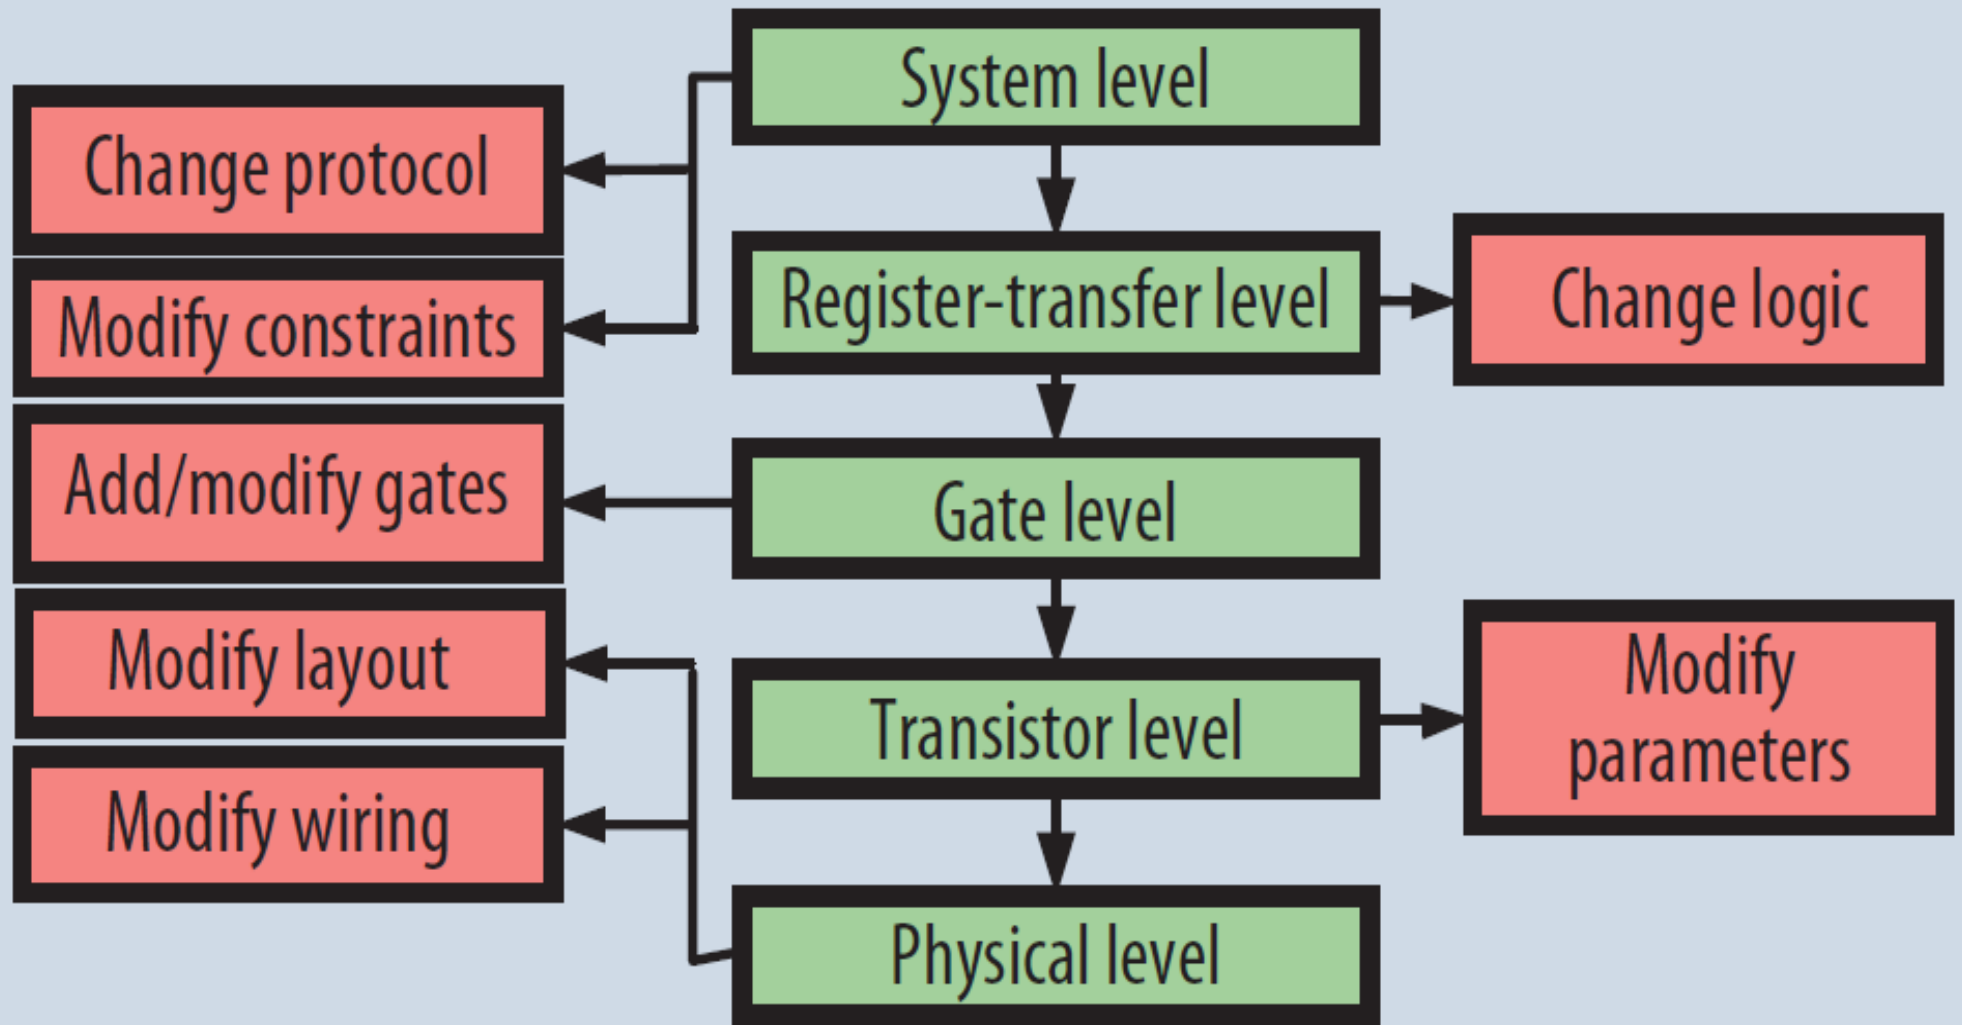 System level
Change protocol
Modify constraints
Register-transfer level
Change logic
Add/modify gates
Gate level
Modify layout
Transistor level
Modify
parameters
Modify wiring
Physical level